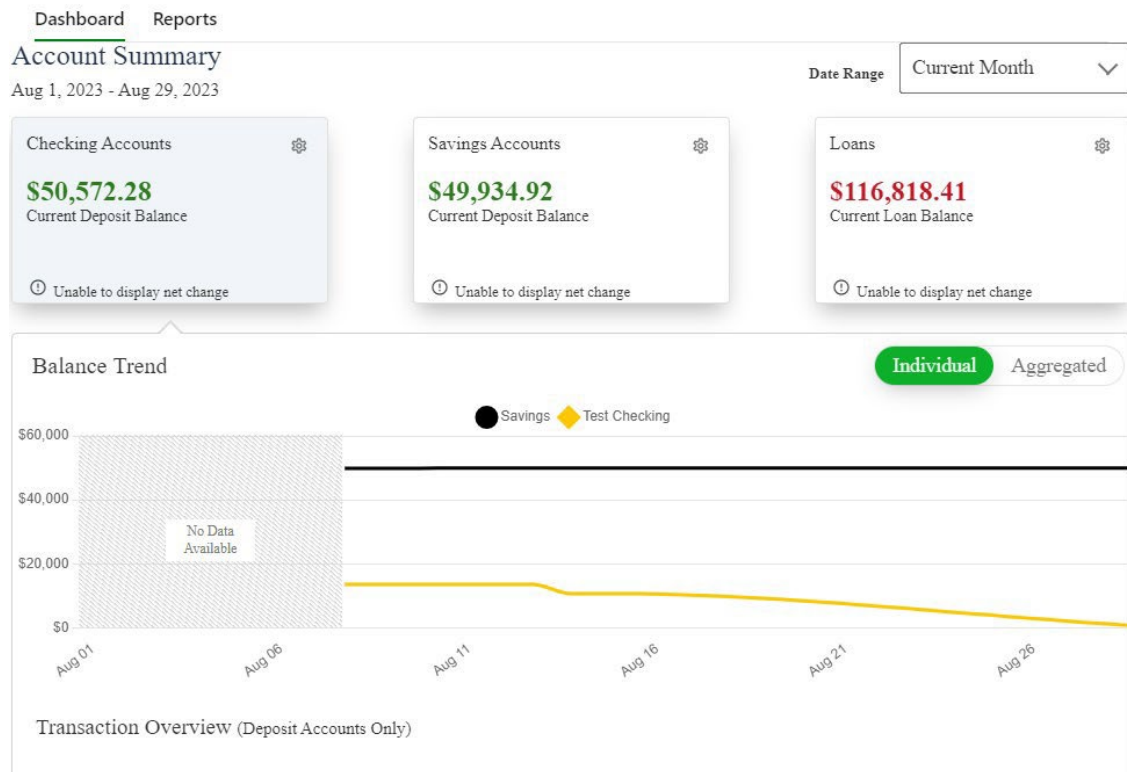 Dashboard Reports
Account Summary
Aug 1, 2023 - Aug 29, 2023
Date Range Current Month
Checking Accounts
$50,572.28
Current Deposit Balance
Unable to display net change
Savings Accounts
$49,934.92
Current Deposit Balance
Unable to display net change
Loans
$116,818.41
Current Loan Balance
Unable to display net change
Balance Trend
Individual Aggregated
Savings Test Checking
$60,000
$40,000
$20,000
$0
No Data
Available
Aug 01 Aug 06 Aug 11 Aug 16 Aug 21 Aug 26
Transaction Overview (Deposit Accounts Only)